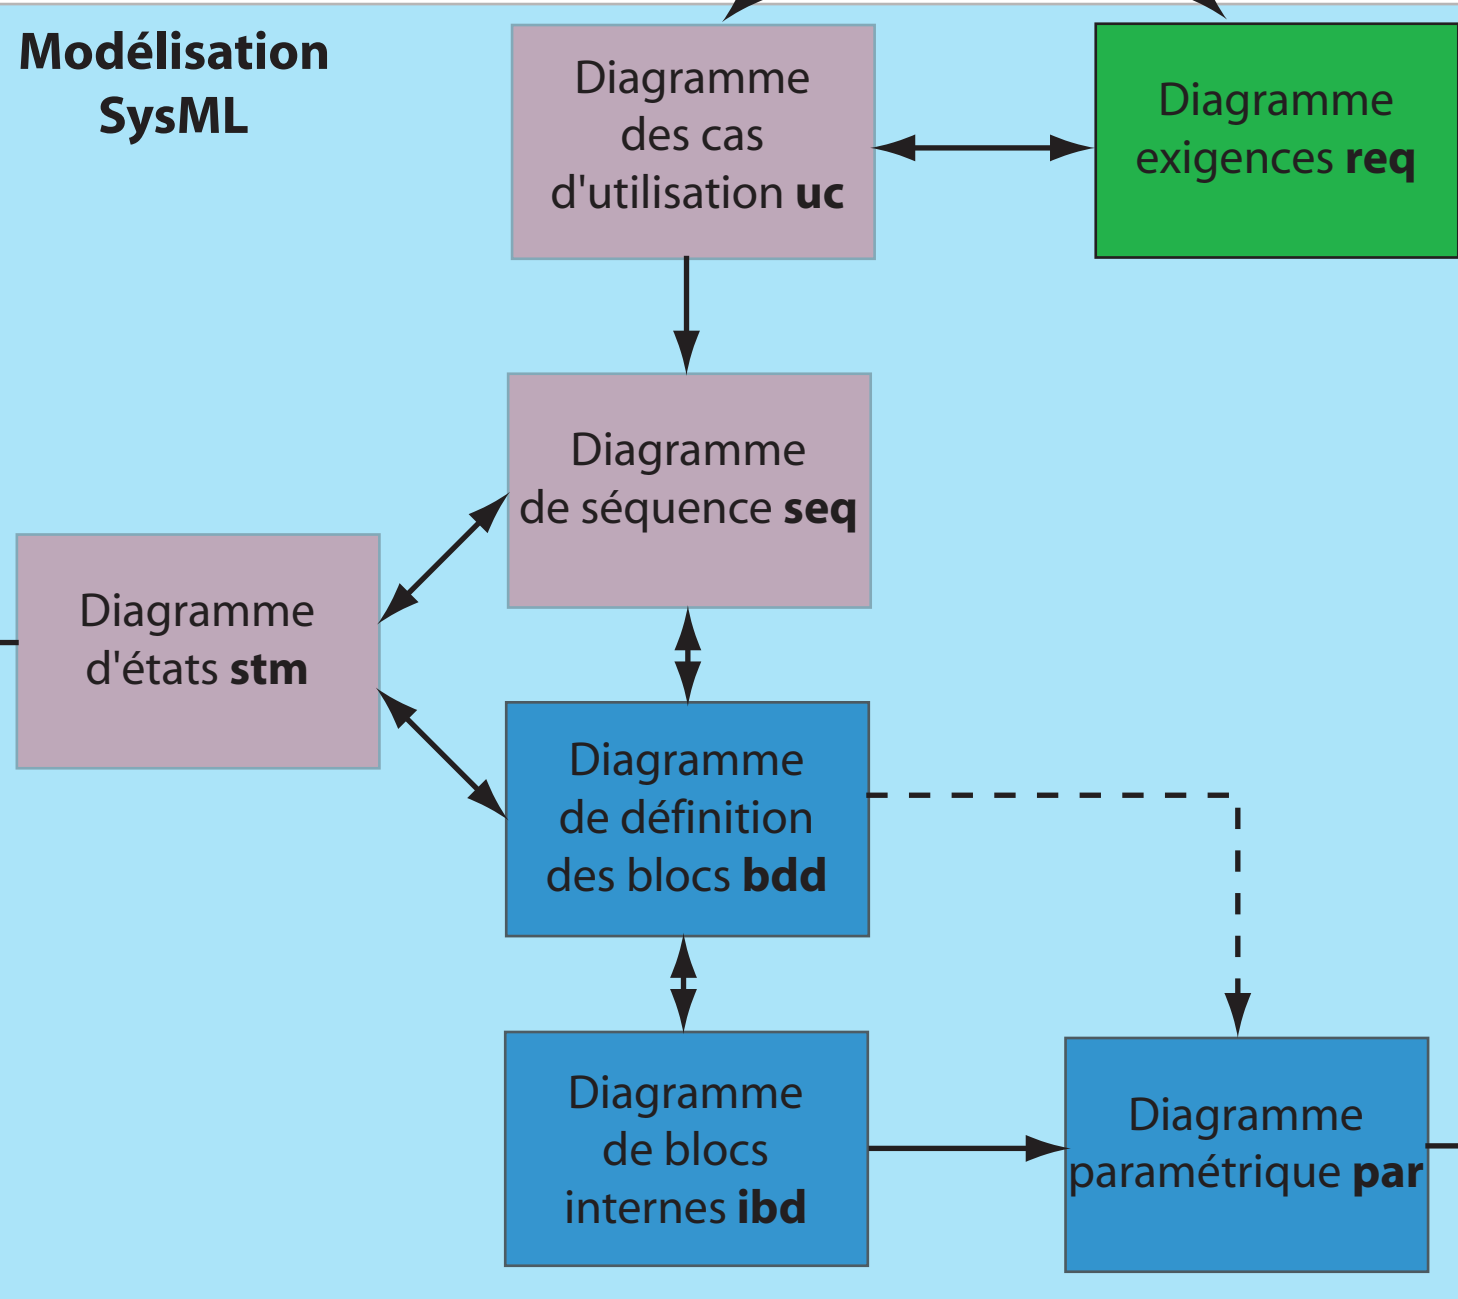 Modélisation
SysML
Diagramme
des cas
d'utilisation uc
Diagramme
exigences req
Diagramme
de séquence seq
Diagramme
d'états stm
Diagramme
de définition
des blocs bdd
Diagramme
de blocs
internes ibd
Diagramme
paramétrique par